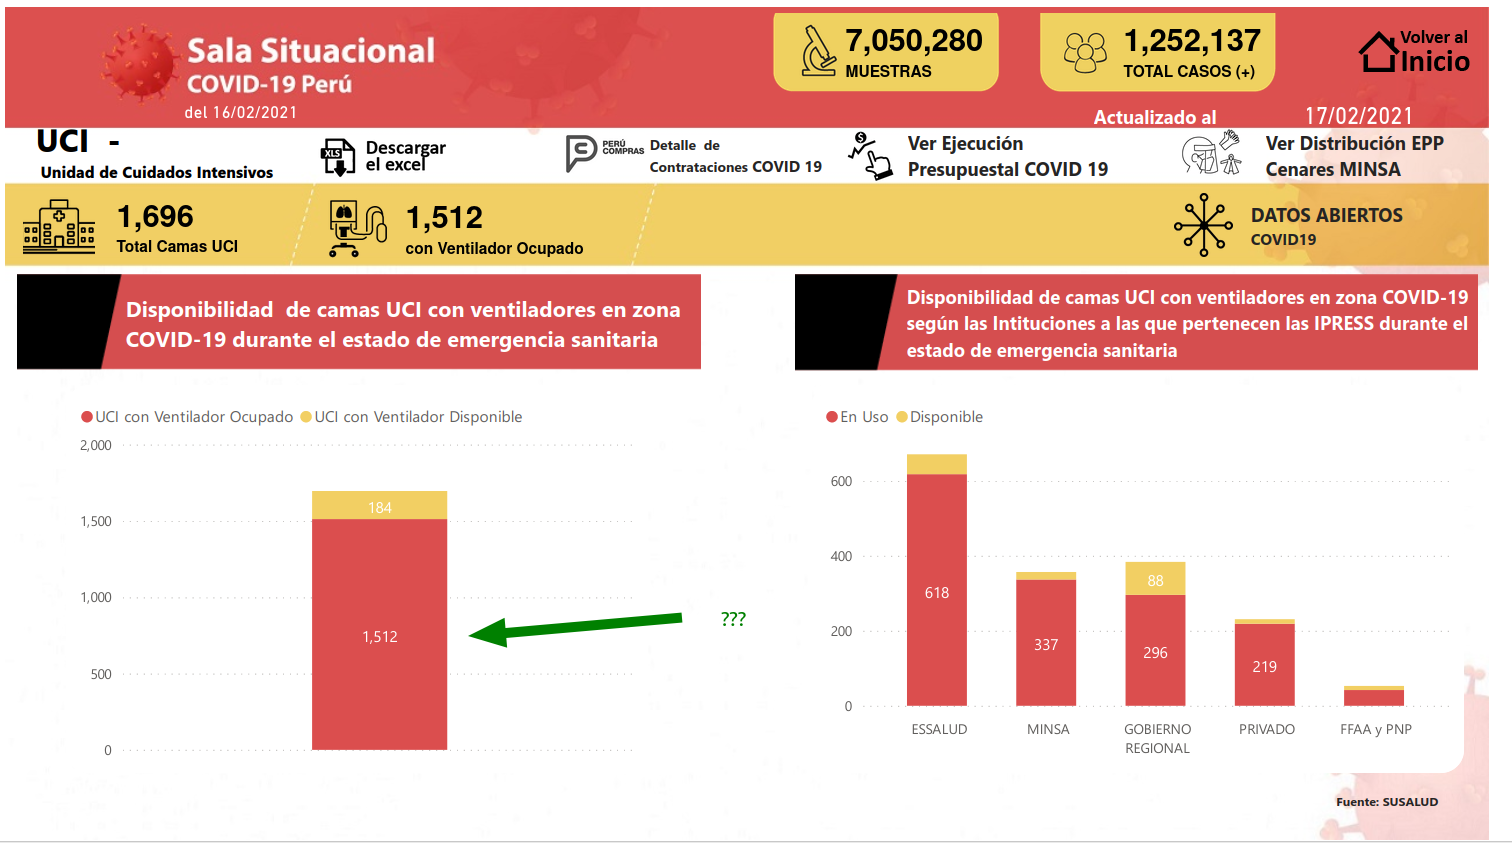 Sala Situacional
COVID-19 Perú
del 16/02/2021
7,050,280
MUESTRAS
1,252,137
TOTAL CASOS (+)
Volver al
Inicio
Actualizado al 17/02/2021
UCI -
Unidad de Cuidados Intensivos
XLS
Descargar
el excel
PERÚ
COMPRAS
Detalle de
Contrataciones COVID 19
Ver Ejecución
Presupuestal COVID 19
Ver Distribución EPP
Cenares MINSA
1,696
Total Camas UCI
1,512
con Ventilador Ocupado
DATOS ABIERTOS
COVID19
Disponibilidad de camas UCI con ventiladores en zona
COVID-19 durante el estado de emergencia sanitaria
UCI con Ventilador Ocupado UCI con Ventilador Disponible
2,000
1,500
1,000
500
0
184
1,512
???
Disponibilidad de camas UCI con ventiladores en zona COVID-19
según las Intituciones a las que pertenecen las IPRESS durante el
estado de emergencia sanitaria
En Uso Disponible
600
400
200
0
618
337
88
296
219
ESSALUD
MINSA
GOBIERNO
REGIONAL
PRIVADO
FFAA y PNP
Fuente: SUSALUD